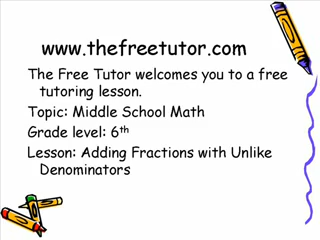 www.thefreetutor.com
The Free Tutor welcomes you to a free
tutoring lesson.
Topic: Middle School Math
Grade level: 6th
Lesson: Adding Fractions with Unlike
Denominators